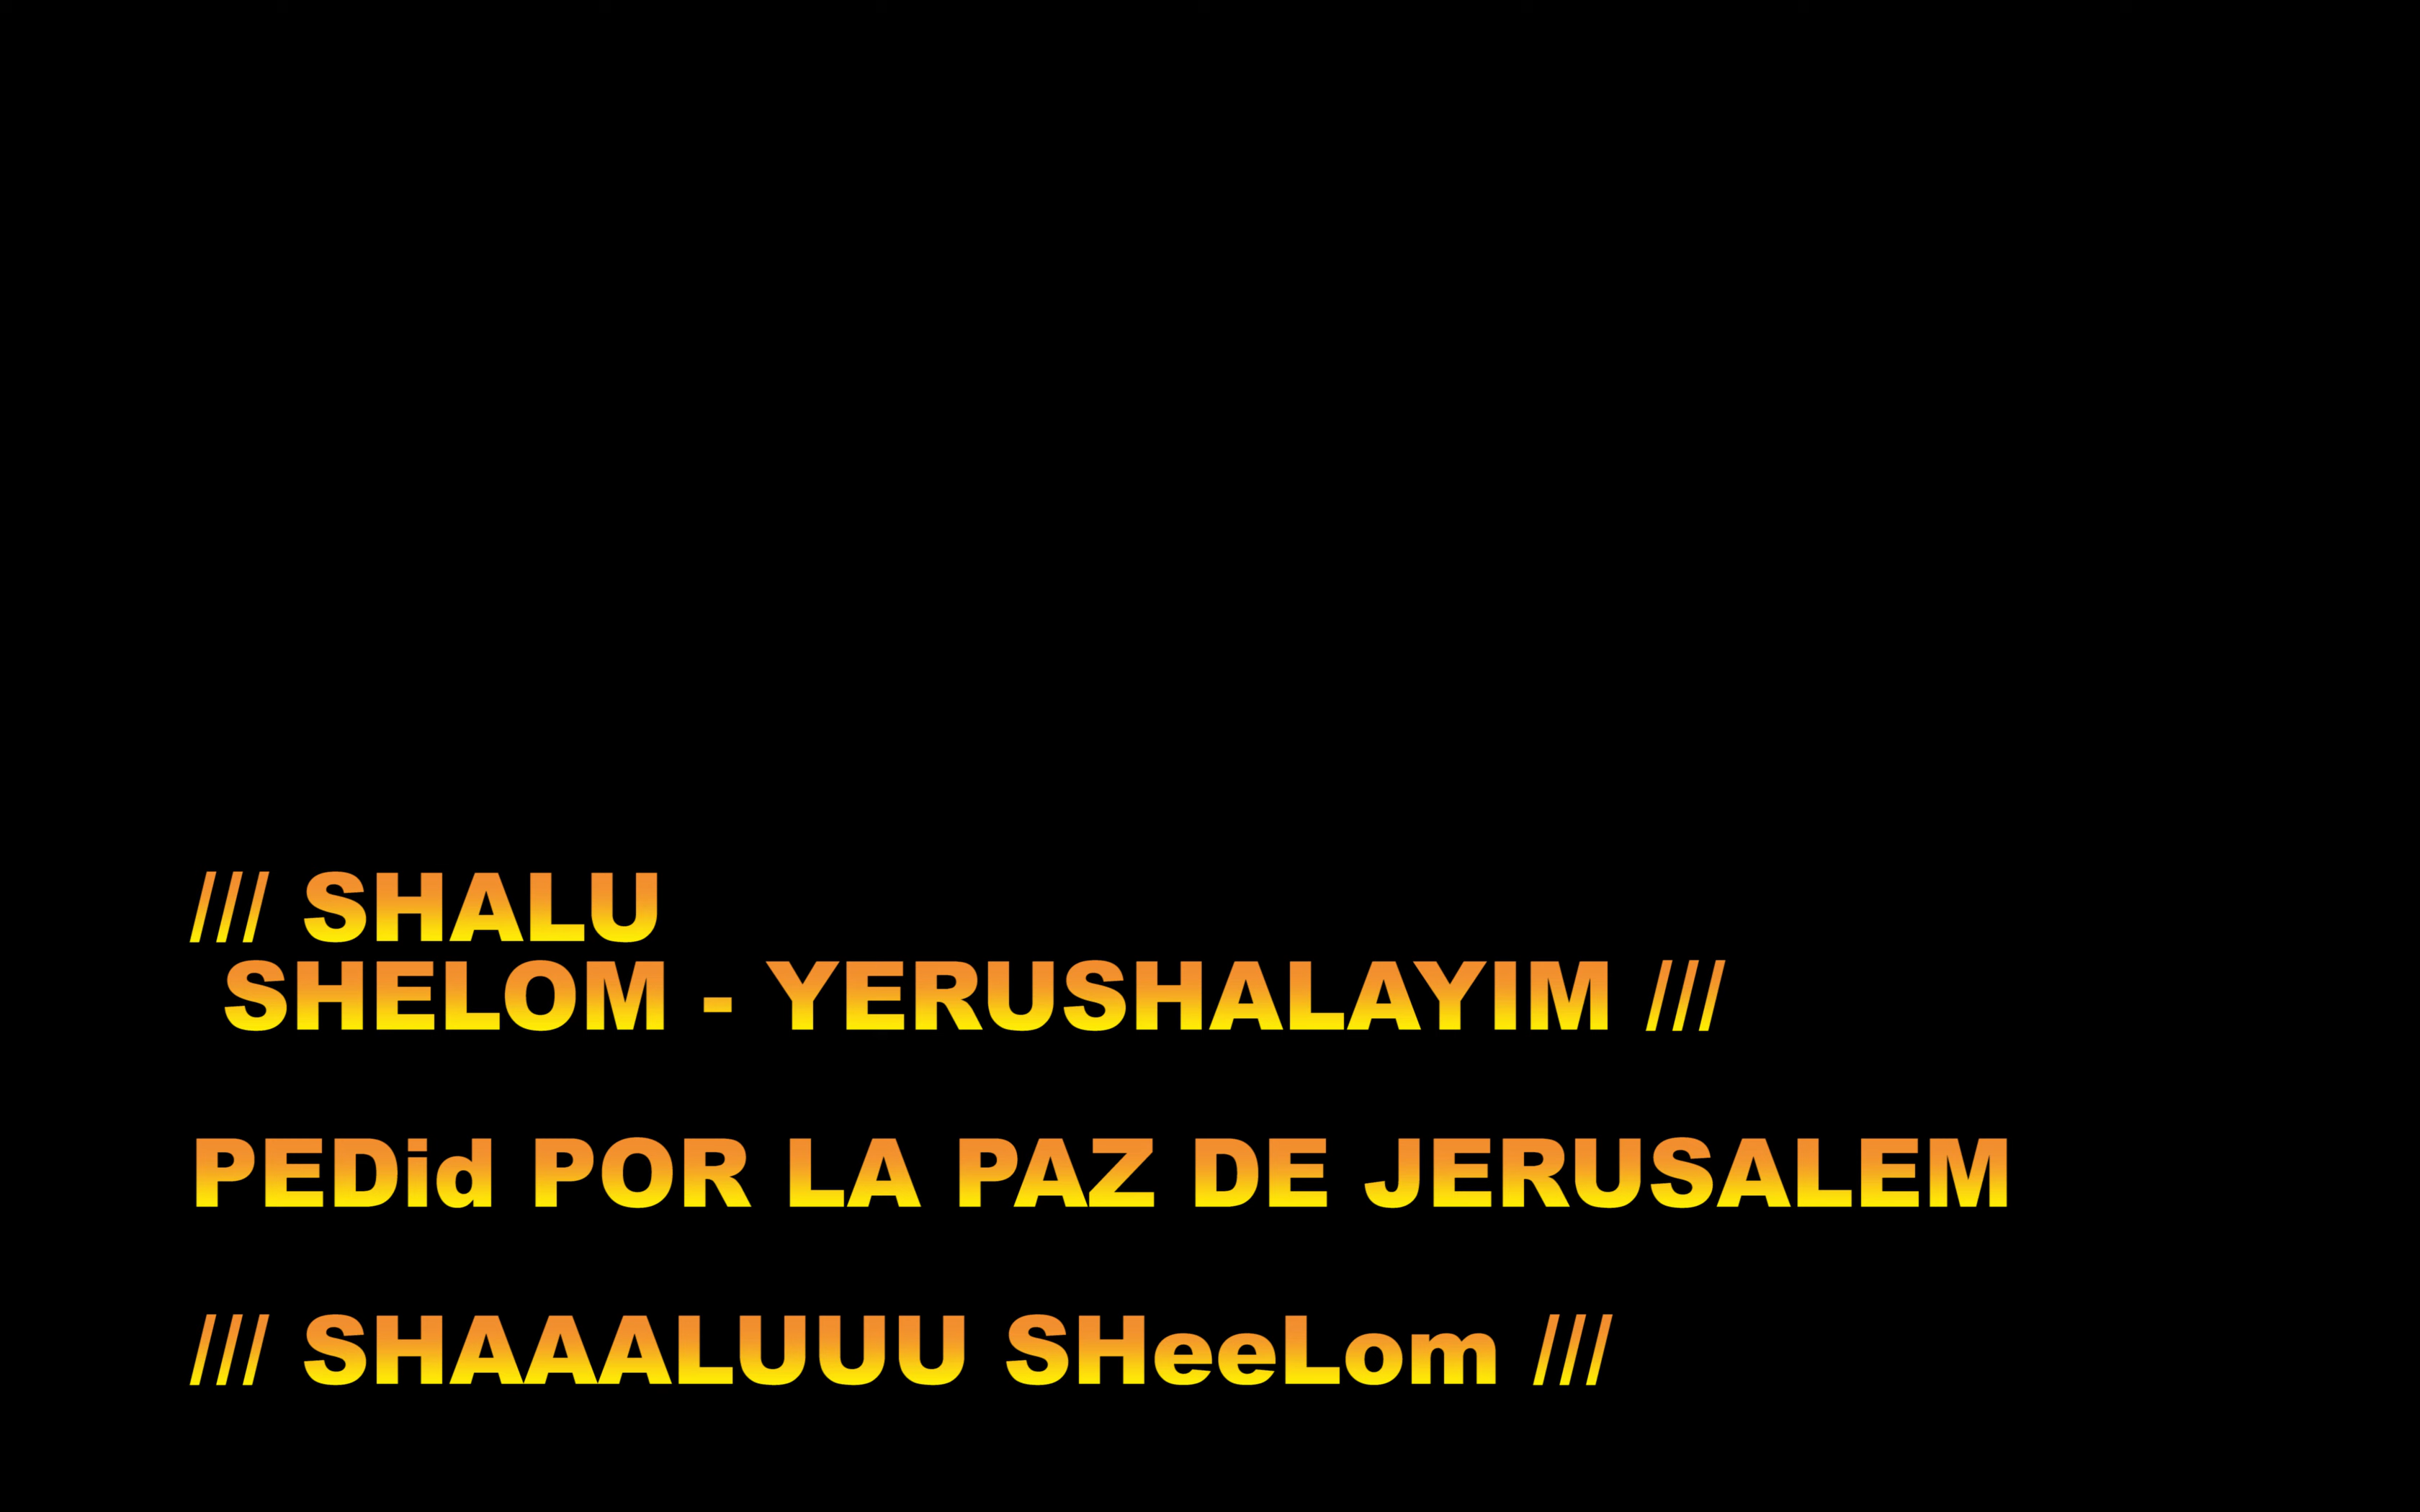 /// SHALU
SHELOM - YERUSHALAYIM ///
PEDid POR LA PAZ DE JERUSALEM
/// SHAAALUUU SHeeLom ///